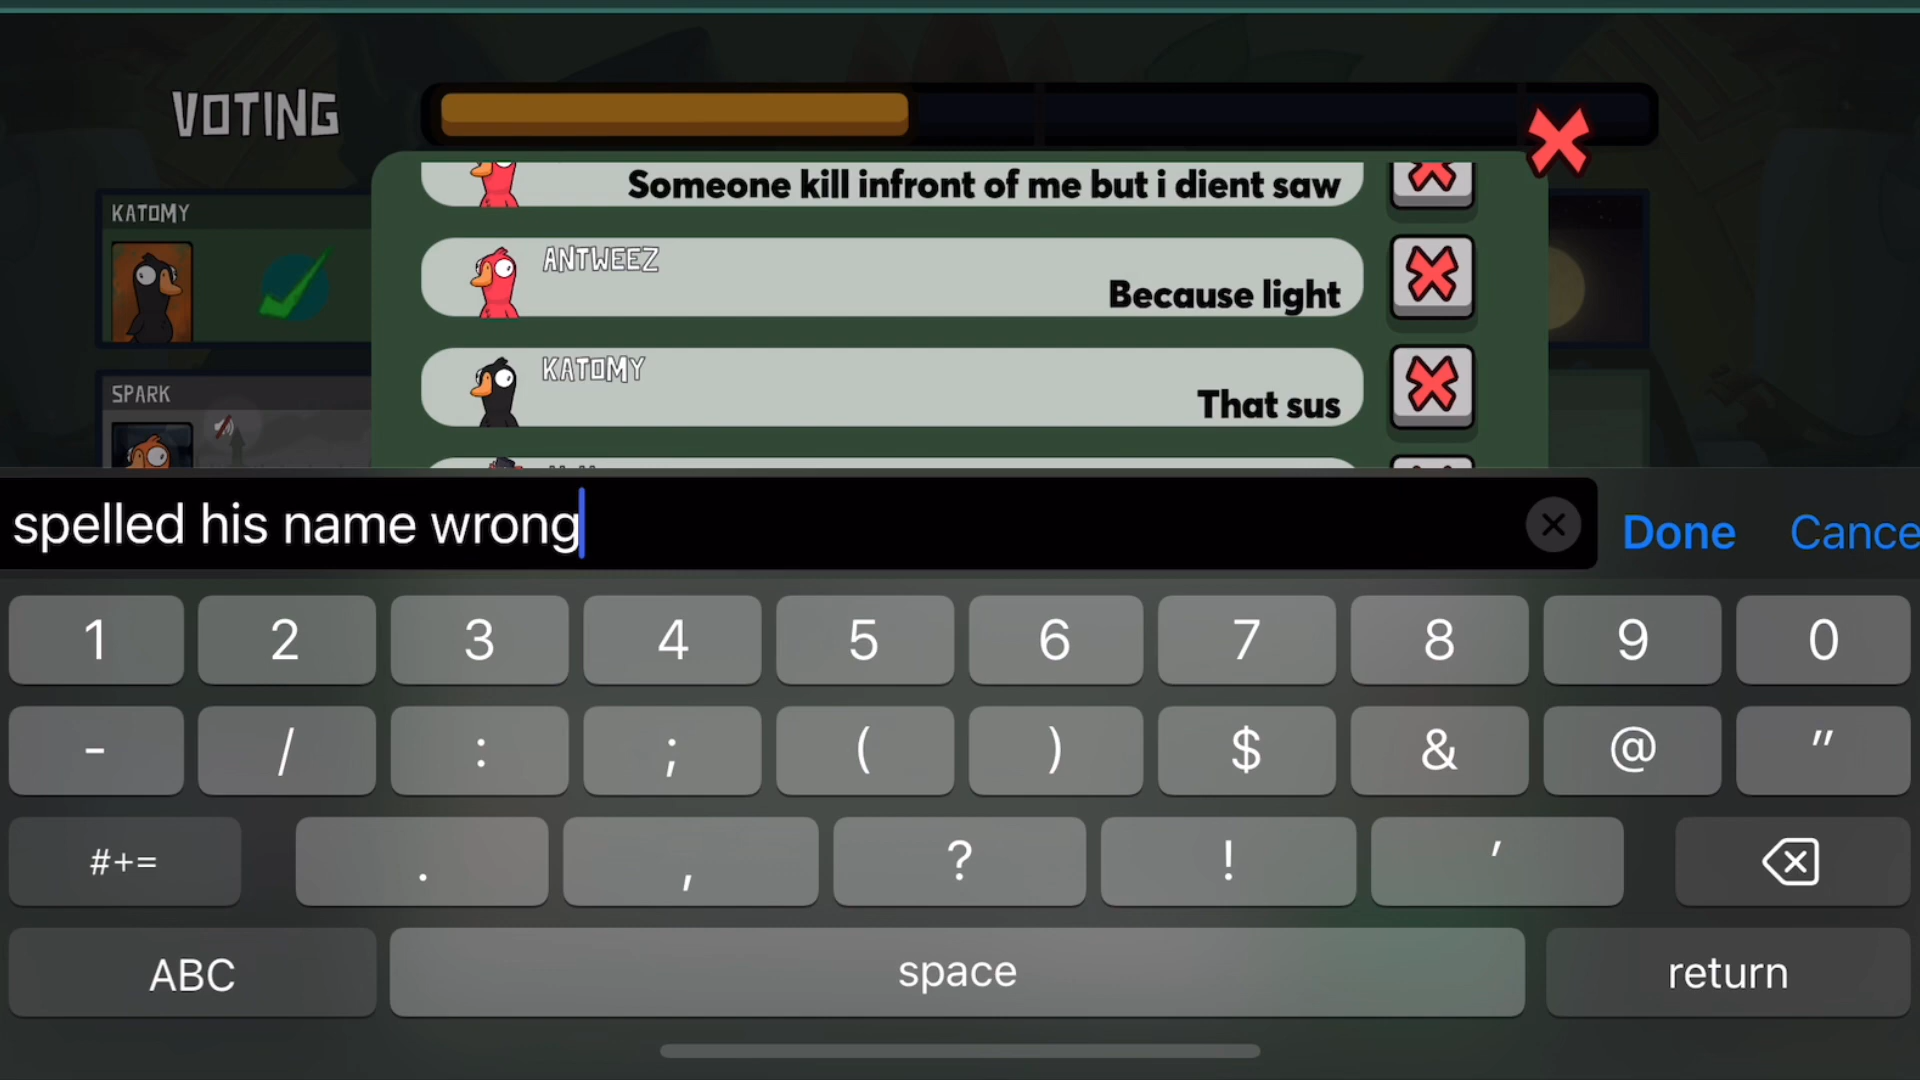 VOTING
Someone kill infront of me but i dient saw
KATOMY
ANTWEEZ
Because light
KATOMY
That sus
SPARK
spelled his name wrong
Done
Cance
1 2 3 4 5 6 7 8 9 0
- / : ; ( ) $ & @ "
#+= . , ? ! '
ABC space return